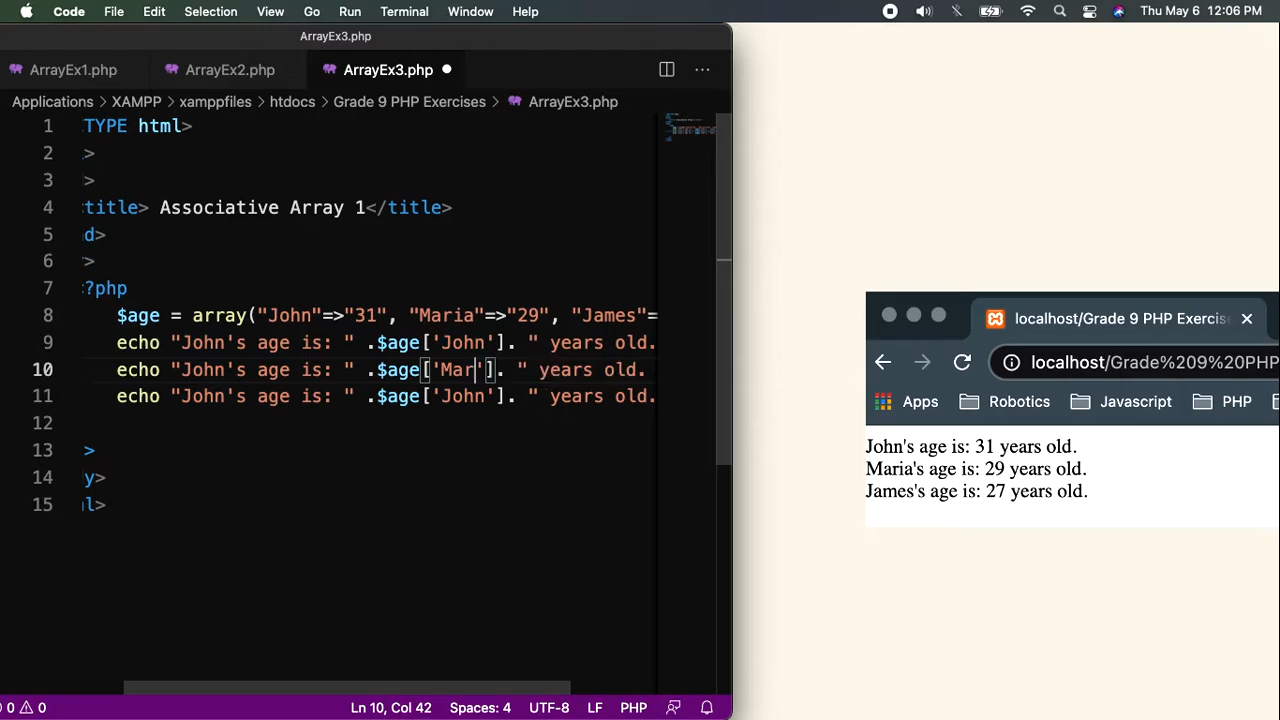 Code File Edit Selection View Go Run Terminal Window Help Thu May 6 12:06 PM
ArrayEx3.php
ArrayEx1.php ArrayEx2.php ArrayEx3.php
Applications > XAMPP > xamppfiles > htdocs > Grade 9 PHP Exercises > ArrayEx3.php
1 TYPE html>
2 >
3 >
4 title> Associative Array 1</title>
5 d>
6 >
7 <?php
8 $age = array("John"=>"31", "Maria"=>"29", "James"=
9 echo "John's age is: " .$age['John']. " years old.
10 echo "John's age is: " .$age['Mar']. " years old.
11 echo "John's age is: " .$age['John']. " years old.
12
13 >
14 y>
15 l>
0 0 Ln 10, Col 42 Spaces: 4 UTF-8 LF PHP
localhost/Grade 9 PHP Exercis
localhost/Grade%209%20PHP
Apps Robotics Javascript PHP
John's age is: 31 years old.
Maria's age is: 29 years old.
James's age is: 27 years old.